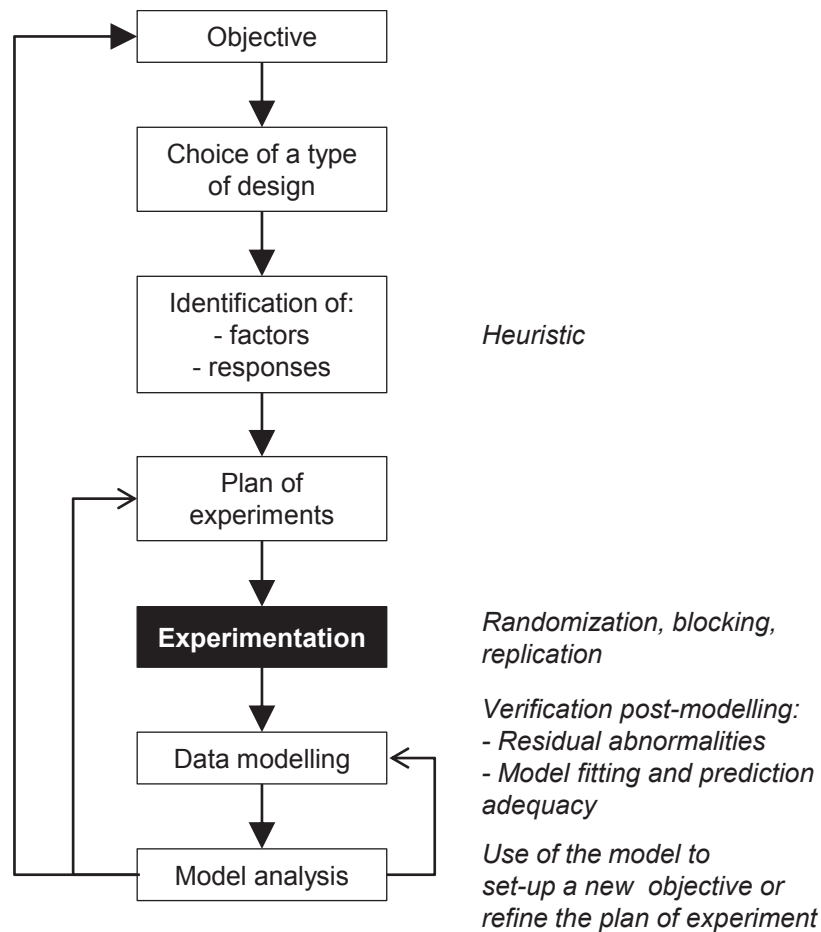 Objective
Choice of a type
of design
Identification of:
- factors
- responses
Heuristic
Plan of
experiments
Experimentation
Randomization, blocking,
replication
Data modelling
Verification post-modelling:
- Residual abnormalities
- Model fitting and prediction
adequacy
Model analysis
Use of the model to
set-up a new objective or
refine the plan of experiment